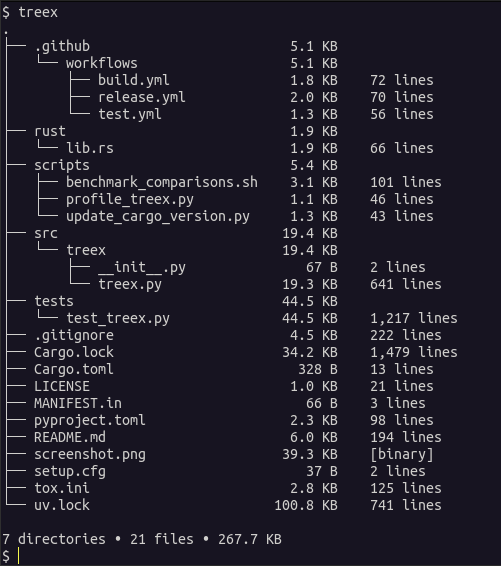 $ treex
.
├── .github 5.1 KB
│   └── workflows 5.1 KB
│       ├── build.yml 1.8 KB 72 lines
│       ├── release.yml 2.0 KB 70 lines
│       └── test.yml 1.3 KB 56 lines
├── rust 1.9 KB
│   └── lib.rs 1.9 KB 66 lines
├── scripts 5.4 KB
│   ├── benchmark_comparisons.sh 3.1 KB 101 lines
│   ├── profile_treex.py 1.1 KB 46 lines
│   └── update_cargo_version.py 1.3 KB 43 lines
├── src 19.4 KB
│   └── treex 19.4 KB
│       ├── __init__.py 67 B 2 lines
│       └── treex.py 19.3 KB 641 lines
├── tests 44.5 KB
│   └── test_treex.py 44.5 KB 1,217 lines
├── .gitignore 4.5 KB 222 lines
├── Cargo.lock 34.2 KB 1,479 lines
├── Cargo.toml 328 B 13 lines
├── LICENSE 1.0 KB 21 lines
├── MANIFEST.in 66 B 3 lines
├── pyproject.toml 2.3 KB 98 lines
├── README.md 6.0 KB 194 lines
├── screenshot.png 39.3 KB [binary]
├── setup.cfg 37 B 2 lines
├── tox.ini 2.8 KB 125 lines
└── uv.lock 100.8 KB 741 lines
7 directories • 21 files • 267.7 KB
$